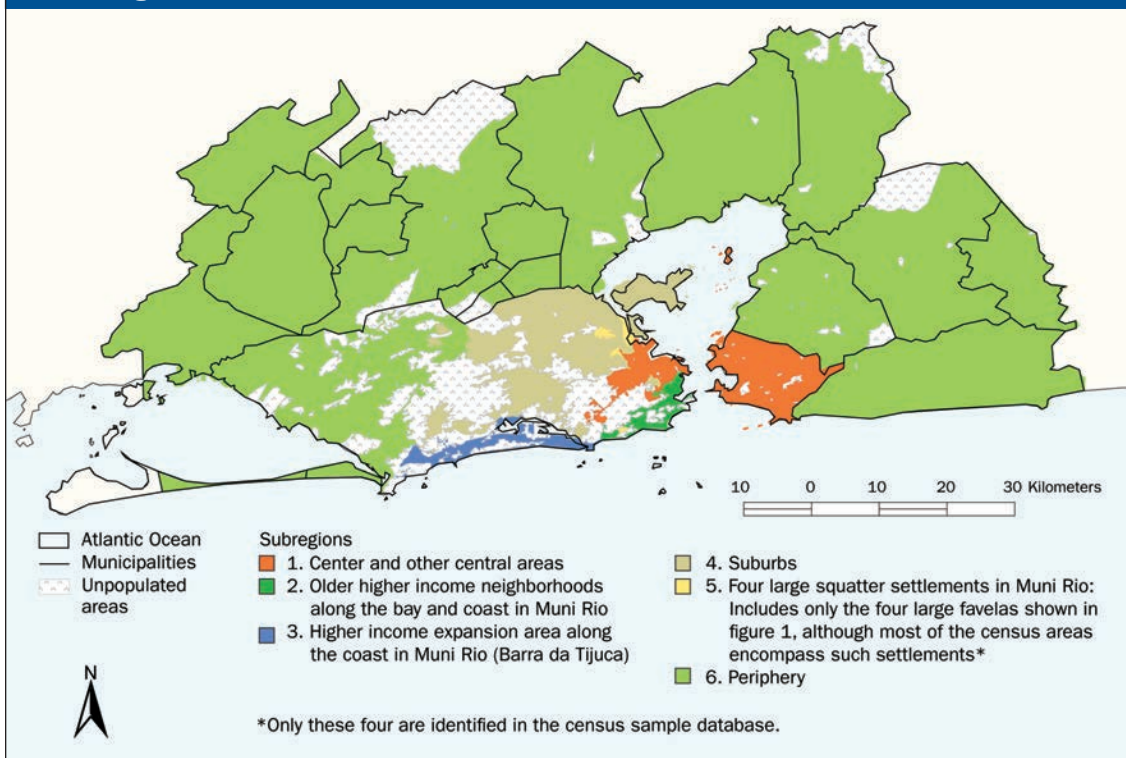 10 0 10 20 30 Kilometers
Atlantic Ocean
Municipalities
Unpopulated
areas
Subregions
1. Center and other central areas
2. Older higher income neighborhoods
along the bay and coast in Muni Rio
3. Higher income expansion area along
the coast in Muni Rio (Barra da Tijuca)
4. Suburbs
5. Four large squatter settlements in Muni Rio:
Includes only the four large favelas shown in
figure 1, although most of the census areas
encompass such settlements*
6. Periphery
N
*Only these four are identified in the census sample database.